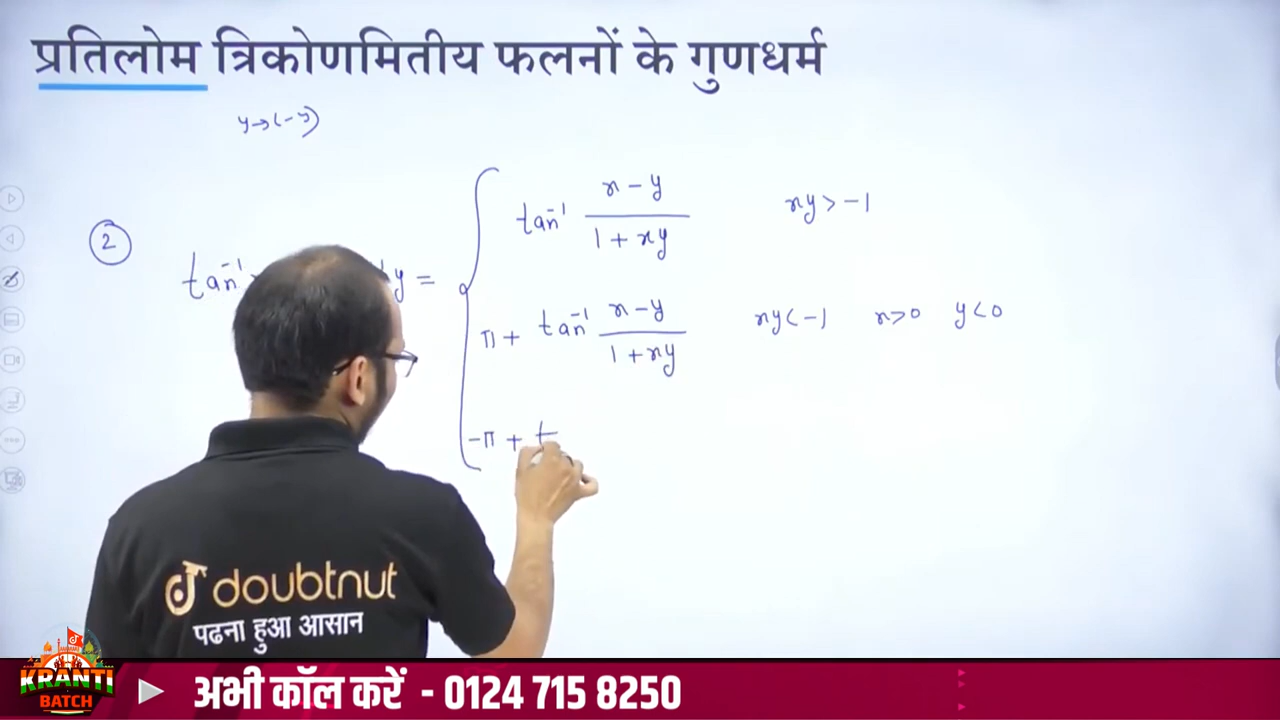 प्रतिलोम त्रिकोणमितीय फलनों के गुणधर्म
y→(-y)
2
tan⁻¹ y =
tan⁻¹ x - y / 1 + xy xy > -1
π + tan⁻¹ x - y / 1 + xy xy < -1 x > 0 y < 0
-π + t
doubtnut
पढना हुआ आसान
KRANTI
BATCH
अभी कॉल करें - 0124 715 8250